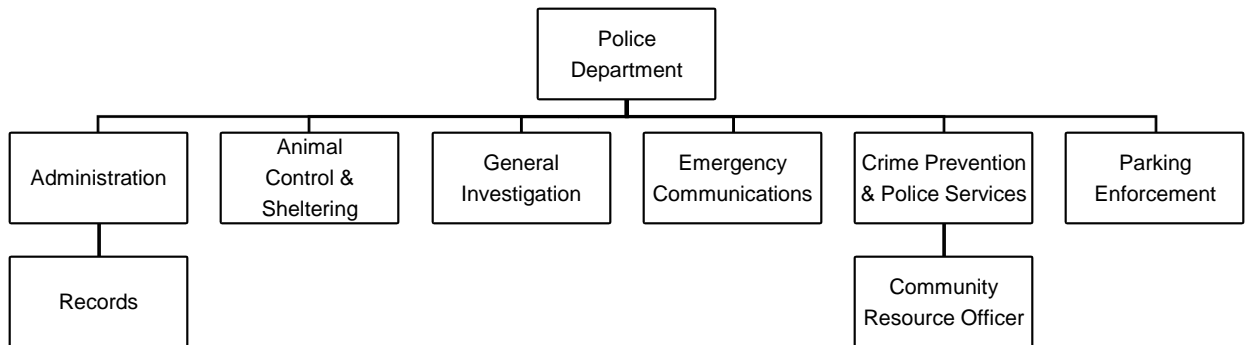 Police
Department
Administration
Animal
Control &
Sheltering
General
Investigation
Emergency
Communications
Crime Prevention
& Police Services
Parking
Enforcement
Records
Community
Resource Officer